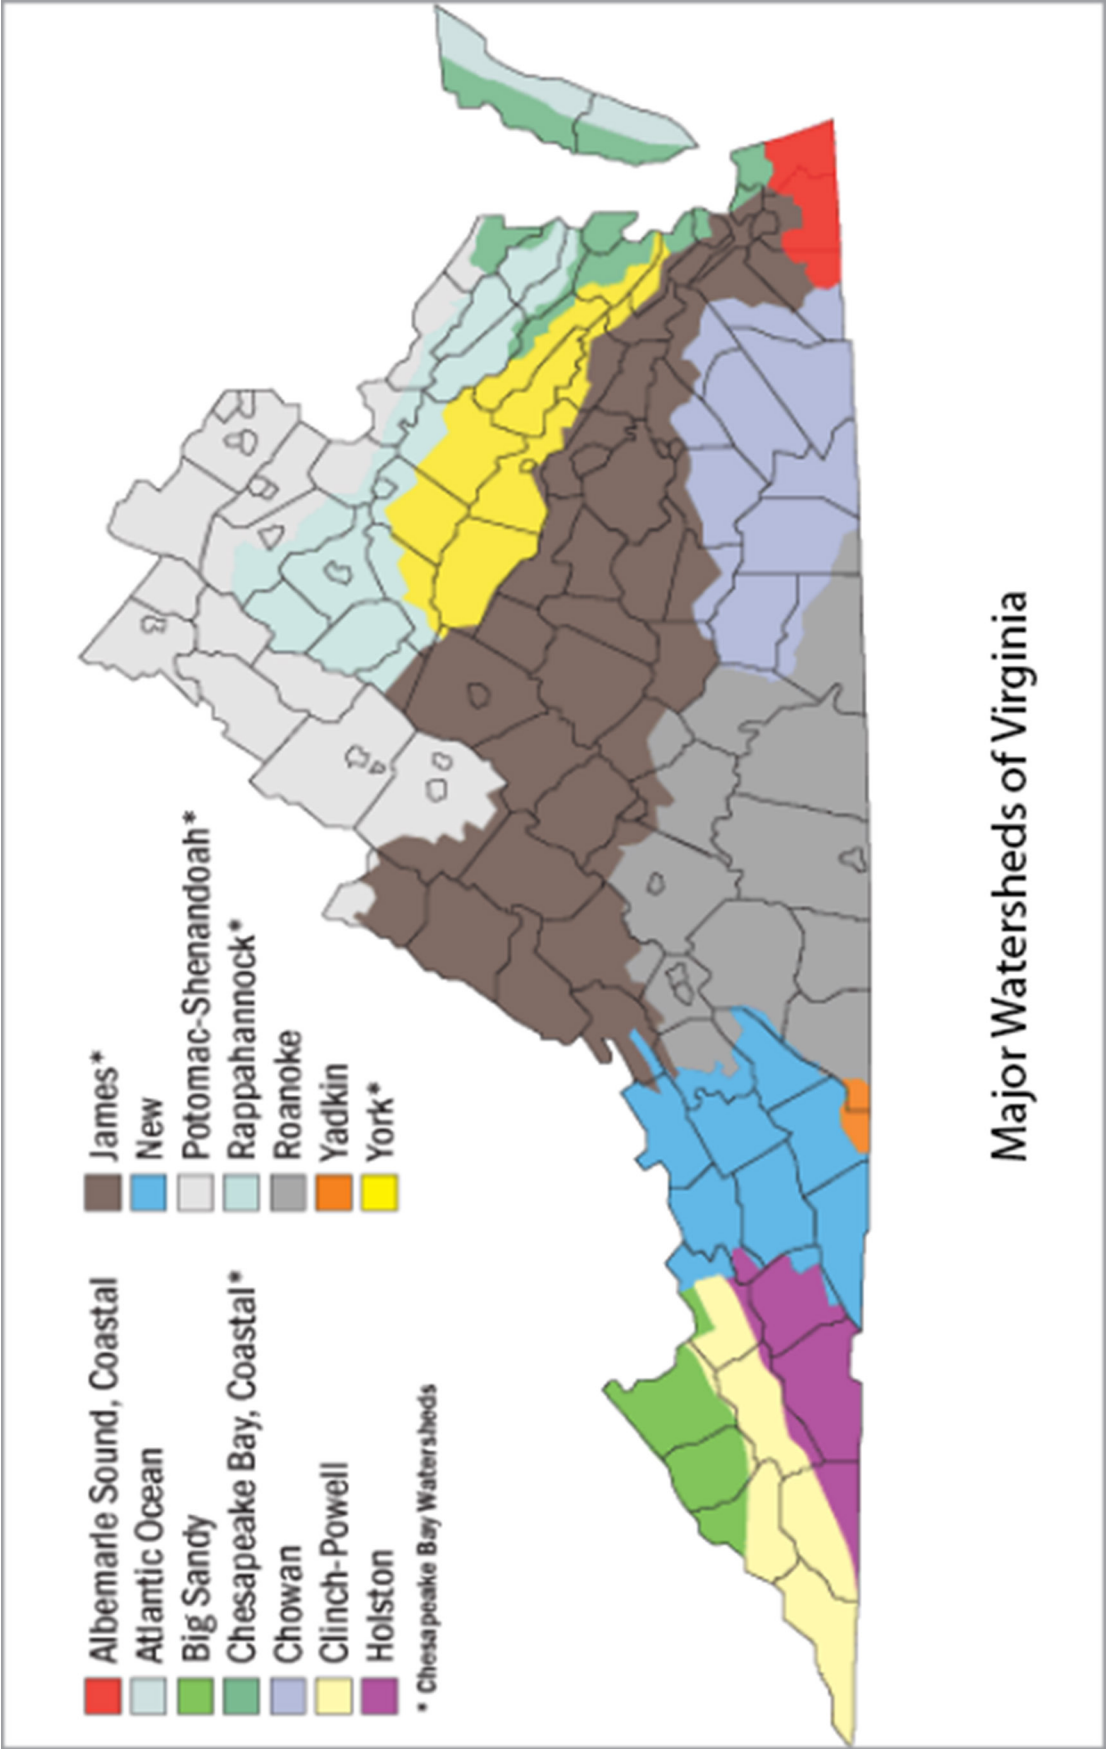 Albemarle Sound, Coastal
Atlantic Ocean
Big Sandy
Chesapeake Bay, Coastal*
Chowan
Clinch-Powell
Holston
James*
New
Potomac-Shenandoah*
Rappahannock*
Roanoke
Yadkin
York*
* Chesapeake Bay Watersheds
Major Watersheds of Virginia